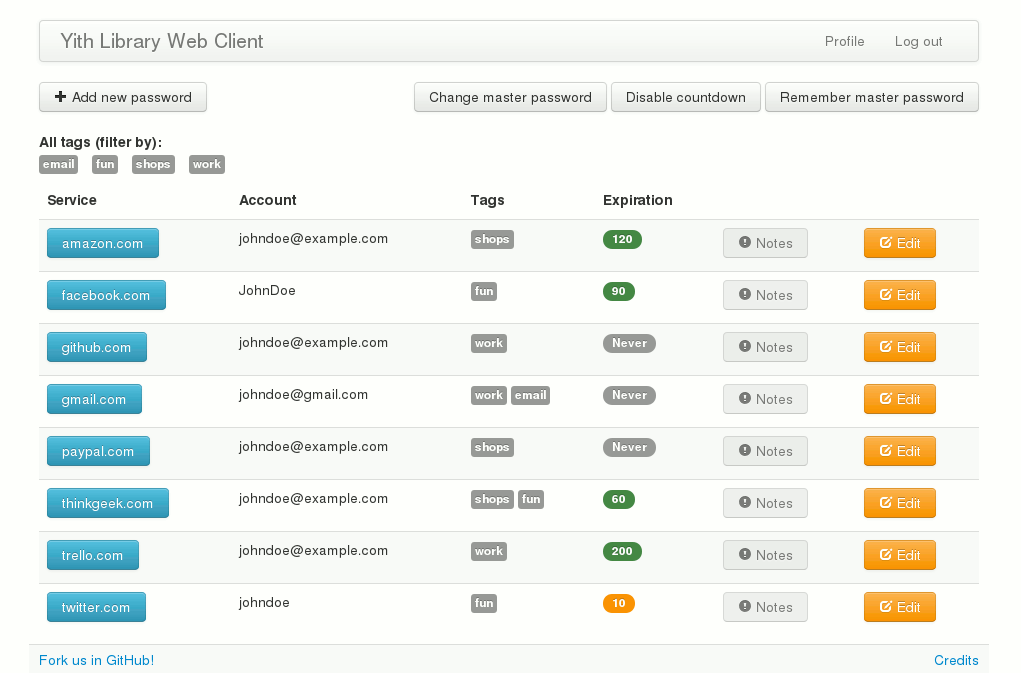 Yith Library Web Client Profile Log out
Add new password Change master password Disable countdown Remember master password
All tags (filter by):
email fun shops work
Service Account Tags Expiration
amazon.com johndoe@example.com shops 120 Notes Edit
facebook.com JohnDoe fun 90 Notes Edit
github.com johndoe@example.com work Never Notes Edit
gmail.com johndoe@gmail.com work email Never Notes Edit
paypal.com johndoe@example.com shops Never Notes Edit
thinkgeek.com johndoe@example.com shops fun 60 Notes Edit
trello.com johndoe@example.com work 200 Notes Edit
twitter.com johndoe fun 10 Notes Edit
Fork us in GitHub! Credits